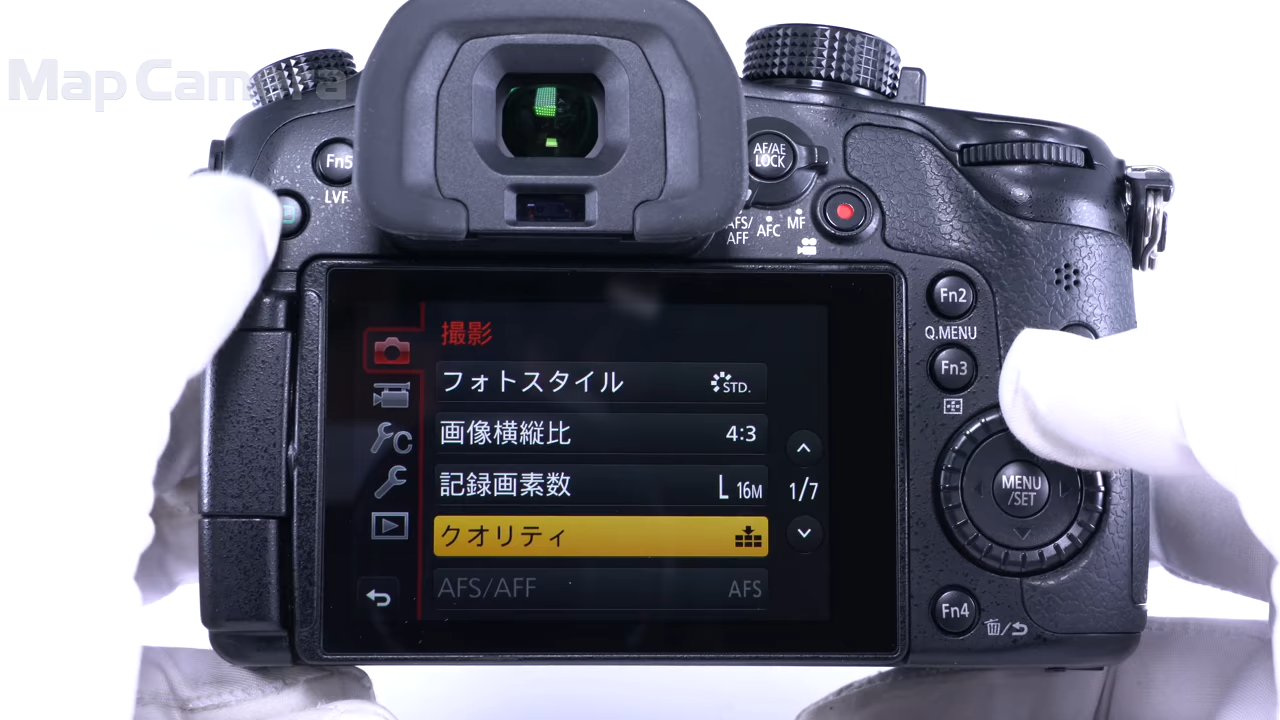 Map Camera
Fn5
LVF
AF/AE
LOCK
AFS/
AFF
AFC
MF
Fn2
Q.MENU
Fn3
MENU
/SET
Fn4
撮影
フォトスタイル STD.
画像横縦比 4:3
記録画素数 L 16M
1/7
クオリティ
AFS/AFF AFS